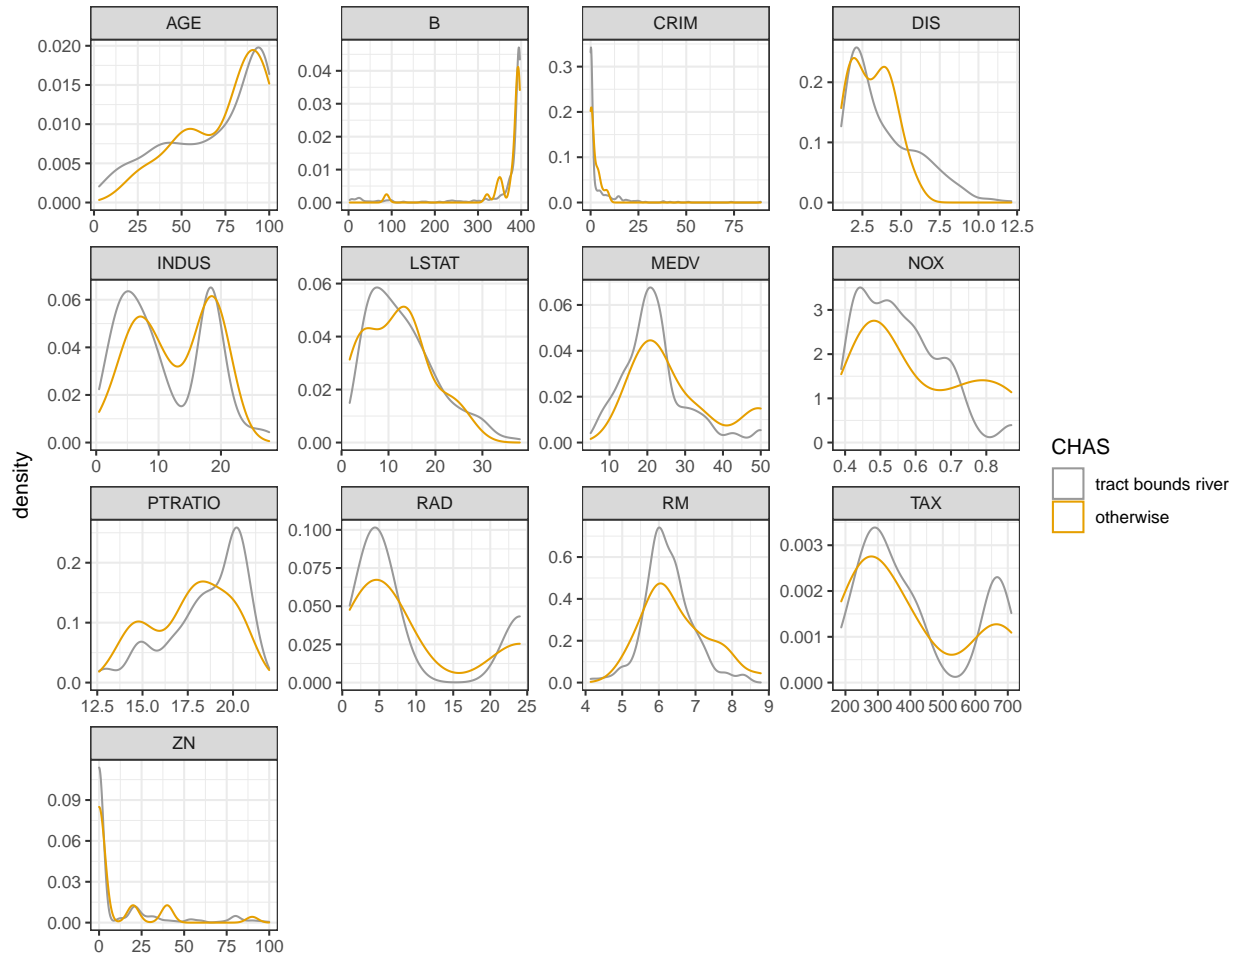 AGE B CRIM DIS
0.020 0.015 0.010 0.005 0.000
0 25 50 75 100
0.04 0.03 0.02 0.01 0.00
0 100 200 300 400
0.3 0.2 0.1 0.0
0 25 50 75
0.2 0.1 0.0
2.5 5.0 7.5 10.0 12.5
INDUS LSTAT MEDV NOX
0.06 0.04 0.02 0.00
0 10 20
0.06 0.04 0.02 0.00
0 10 20 30
0.06 0.04 0.02 0.00
10 20 30 40 50
3 2 1 0
0.4 0.5 0.6 0.7 0.8
PTRATIO RAD RM TAX
0.2 0.1 0.0
12.5 15.0 17.5 20.0
0.100 0.075 0.050 0.025 0.000
0 5 10 15 20 25
0.6 0.4 0.2 0.0
4 5 6 7 8 9
0.003 0.002 0.001 0.000
200 300 400 500 600 700
ZN
0.09 0.06 0.03 0.00
0 25 50 75 100
density
CHAS
tract bounds river
otherwise